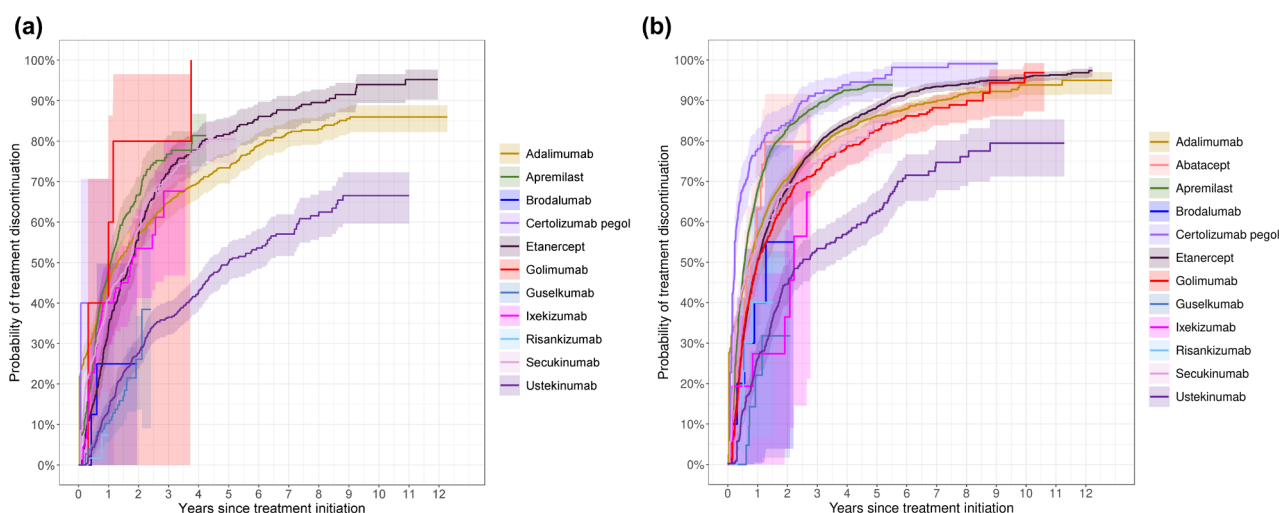 (a)
Probability of treatment discontinuation
100%
90%
80%
70%
60%
50%
40%
30%
20%
10%
0%
0 1 2 3 4 5 6 7 8 9 10 11 12
Years since treatment initiation
Adalimumab
Apremilast
Brodalumab
Certolizumab pegol
Etanercept
Golimumab
Guselkumab
Ixekizumab
Risankizumab
Secukinumab
Ustekinumab
(b)
Probability of treatment discontinuation
100%
90%
80%
70%
60%
50%
40%
30%
20%
10%
0%
0 1 2 3 4 5 6 7 8 9 10 11 12
Years since treatment initiation
Adalimumab
Abatacept
Apremilast
Brodalumab
Certolizumab pegol
Etanercept
Golimumab
Guselkumab
Ixekizumab
Risankizumab
Secukinumab
Ustekinumab